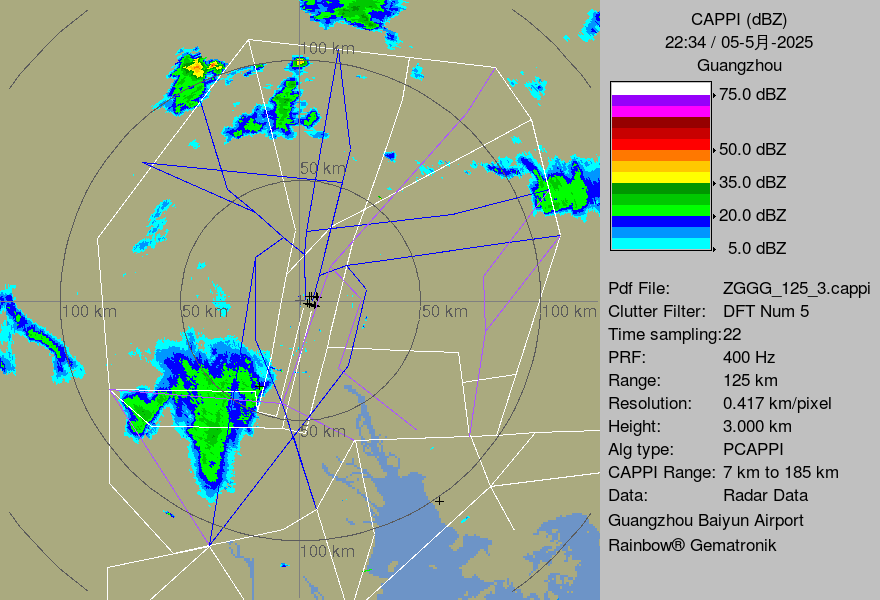 CAPPI (dBZ)
22:34 / 05-5月-2025
Guangzhou
75.0 dBZ
50.0 dBZ
35.0 dBZ
20.0 dBZ
5.0 dBZ
Pdf File: ZGGG_125_3.cappi
Clutter Filter: DFT Num 5
Time sampling:22
PRF: 400 Hz
Range: 125 km
Resolution: 0.417 km/pixel
Height: 3.000 km
Alg type: PCAPPI
CAPPI Range: 7 km to 185 km
Data: Radar Data
Guangzhou Baiyun Airport
Rainbow® Gematronik
100 km
50 km
100 km
50 km
50 km
100 km
50 km
100 km